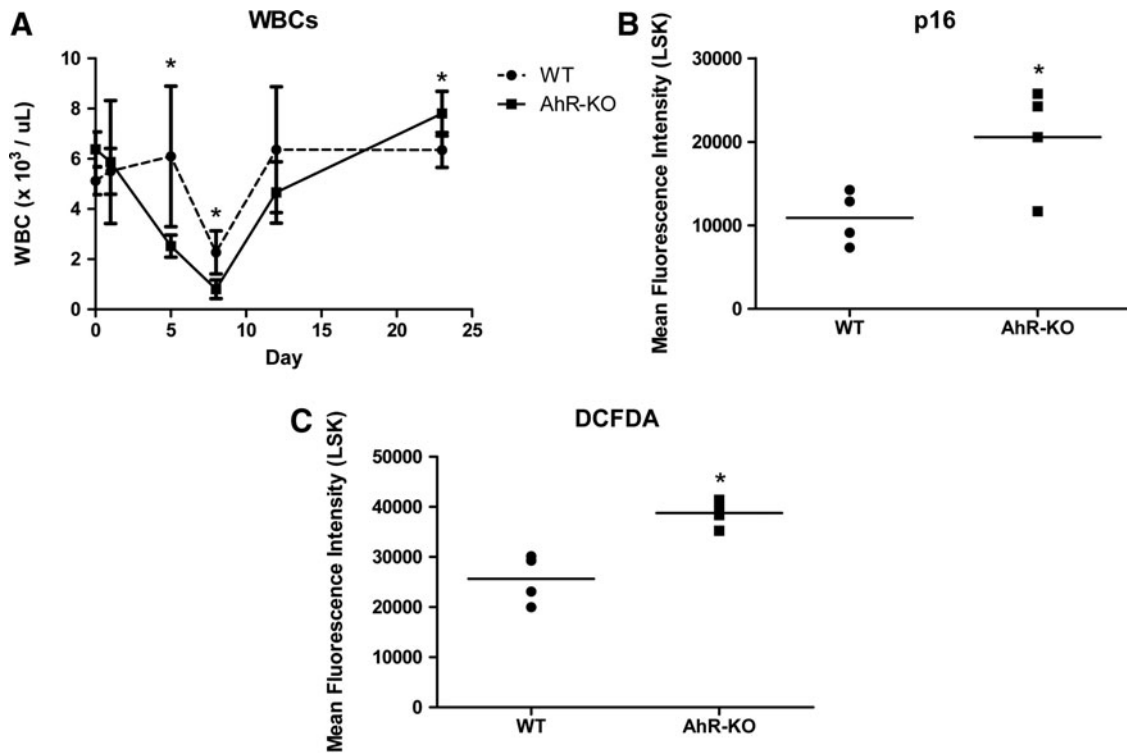 A
WBCs
WBC (x 10³ / uL)
10
8
6
4
2
0
*
*
*
0
5
10
15
20
25
Day
WT
AhR-KO
B
p16
Mean Fluorescence Intensity (LSK)
30000
20000
10000
0
*
WT
AhR-KO
C
DCFDA
Mean Fluorescence Intensity (LSK)
50000
40000
30000
20000
10000
0
*
WT
AhR-KO